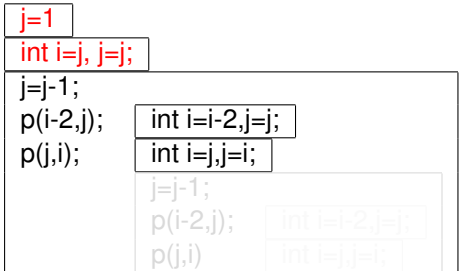 j=1
int i=j, j=j;
j=j-1;
p(i-2,j); int i=i-2,j=j;
p(j,i); int i=j,j=i;
j=j-1;
p(i-2,j); int i=i-2,j=j;
p(j,i) int i=j,j=i;